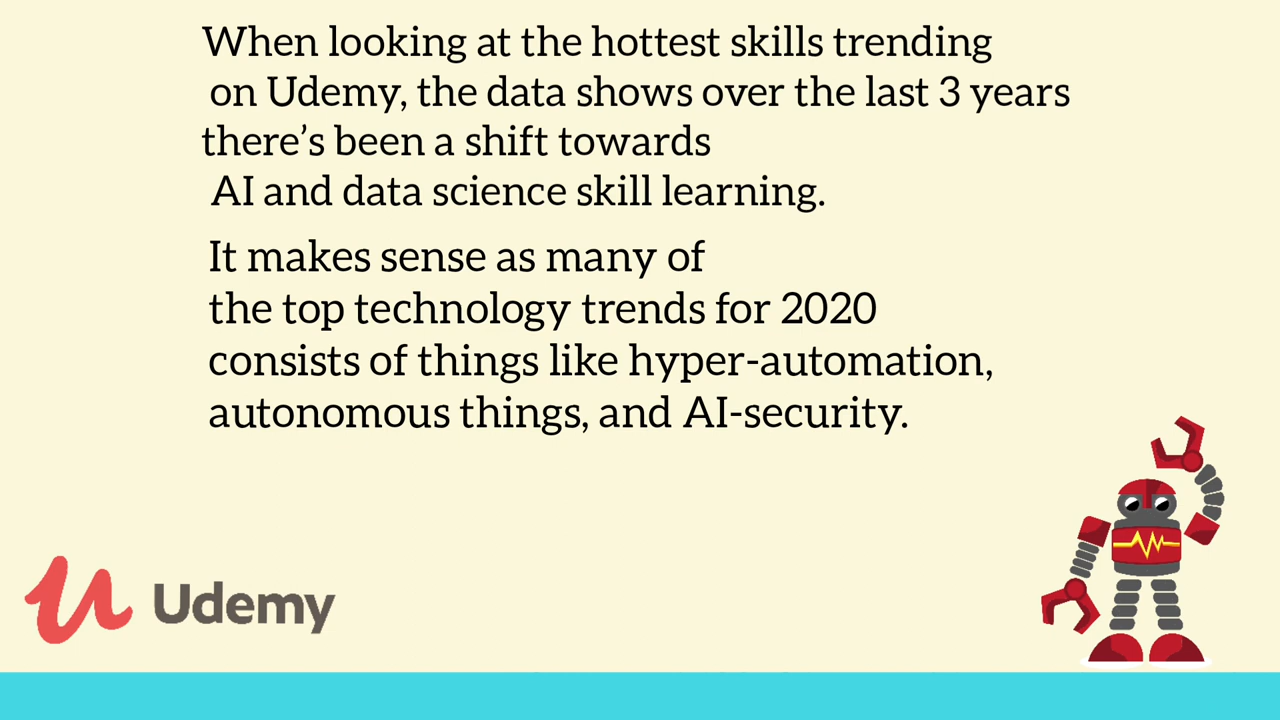 When looking at the hottest skills trending
on Udemy, the data shows over the last 3 years
there’s been a shift towards
AI and data science skill learning.
It makes sense as many of
the top technology trends for 2020
consists of things like hyper-automation,
autonomous things, and AI-security.
Udemy